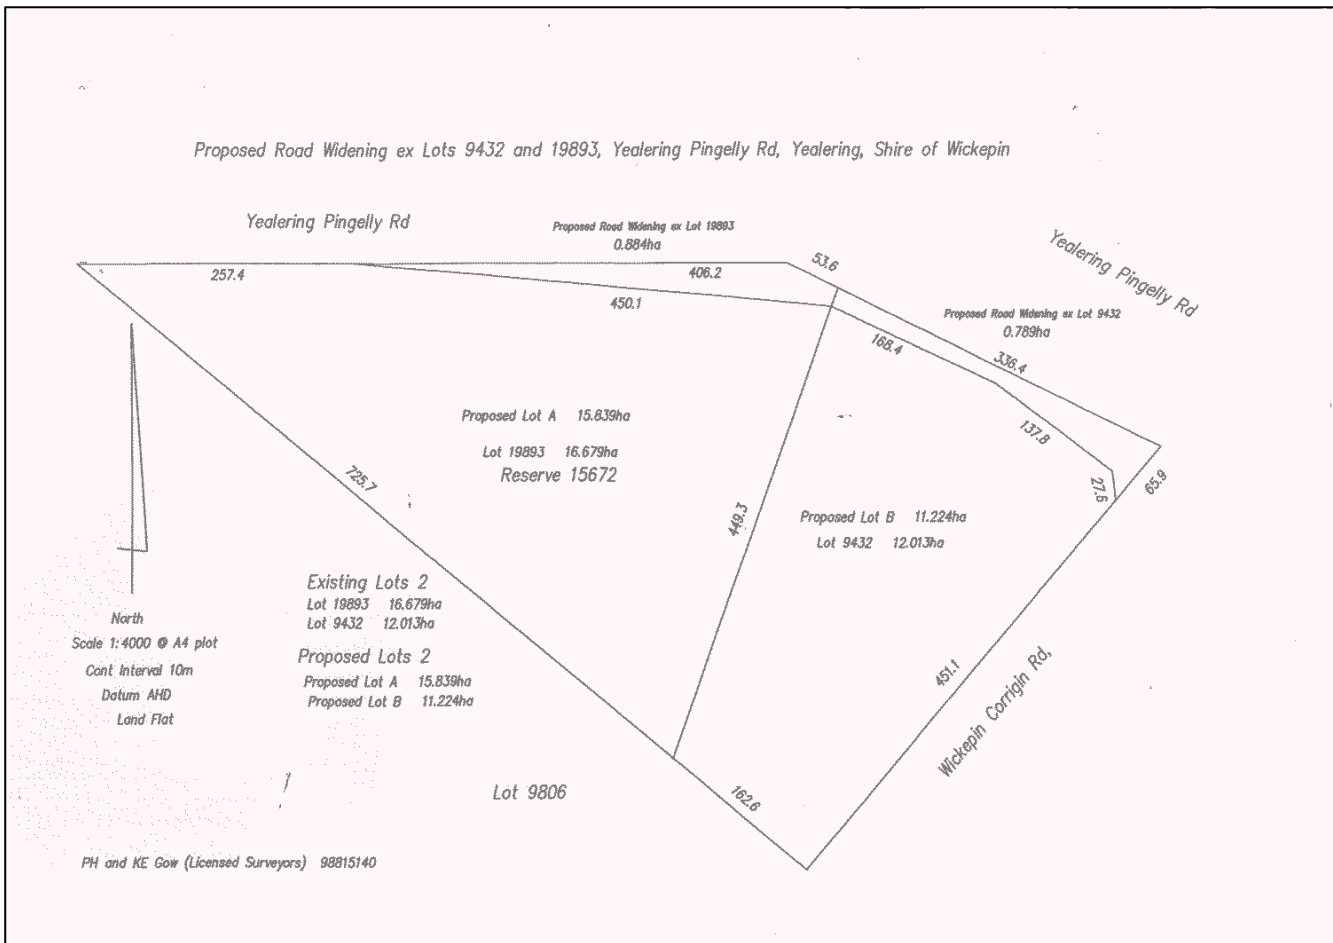 Proposed Road Widening ex Lots 9432 and 19893, Yealering Pingelly Rd, Yealering, Shire of Wickepin
Yealering Pingelly Rd
Proposed Road Widening ex Lot 19893
0.884ha
Yealering Pingelly Rd
53.6
257.4
406.2
450.1
Proposed Road Widening ex Lot 9432
0.789ha
168.4
336.4
Proposed Lot A 15.839ha
137.8
Lot 19893 16.679ha
Reserve 15672
725.7
27.6
65.9
449.3
Proposed Lot B 11.224ha
Lot 9432 12.013ha
Existing Lots 2
Lot 19893 16.679ha
Lot 9432 12.013ha
North
Scale 1:4000 @ A4 plot
Cont Interval 10m
Datum AHD
Land Flat
Proposed Lots 2
Proposed Lot A 15.839ha
Proposed Lot B 11.224ha
451.1
Wickepin Corrigin Rd,
Lot 9806
162.6
PH and KE Gow (Licensed Surveyors) 98815140